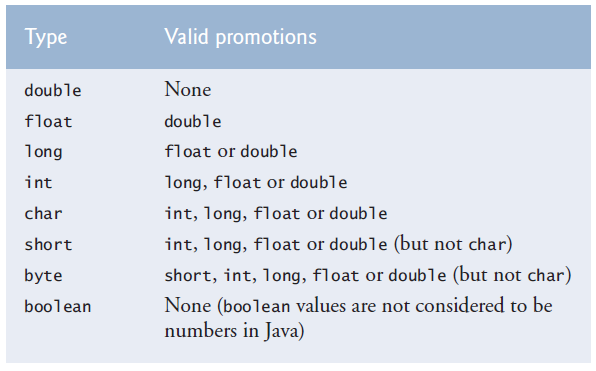 Type Valid promotions
double None
float double
long float or double
int long, float or double
char int, long, float or double
short int, long, float or double (but not char)
byte short, int, long, float or double (but not char)
boolean None (boolean values are not considered to be
numbers in Java)